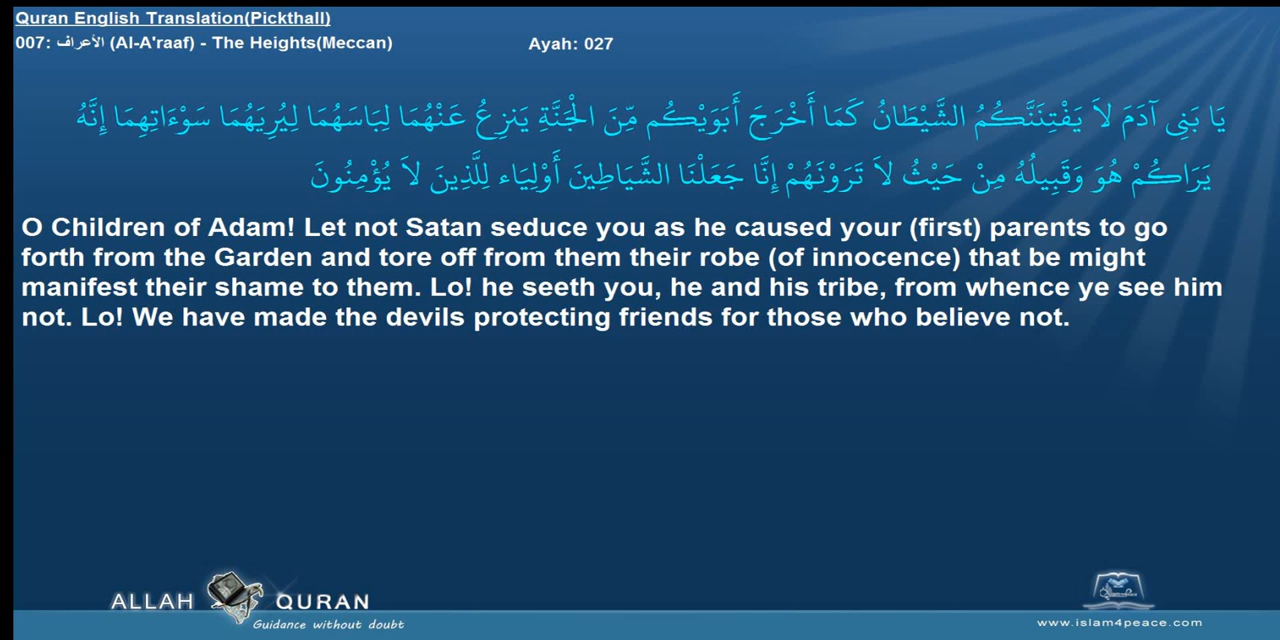 Quran English Translation(Pickthall)
007: الأعراف (Al-A'raaf) - The Heights(Meccan) Ayah: 027
يَا بَنِى آدَمَ لاَ يَفْتِنَنَّكُمُ الشَّيْطَانُ كَمَا أَخْرَجَ أَبَوَيْكُم مِّنَ الْجَنَّةِ يَنزِعُ عَنْهُمَا لِبَاسَهُمَا لِيُرِيَهُمَا سَوْءَاتِهِمَا إِنَّهُ
يَرَاكُمْ هُوَ وَقَبِيلُهُ مِنْ حَيْثُ لاَ تَرَوْنَهُمْ إِنَّا جَعَلْنَا الشَّيَاطِينَ أَوْلِيَاء لِلَّذِينَ لاَ يُؤْمِنُونَ
O Children of Adam! Let not Satan seduce you as he caused your (first) parents to go
forth from the Garden and tore off from them their robe (of innocence) that be might
manifest their shame to them. Lo! he seeth you, he and his tribe, from whence ye see him
not. Lo! We have made the devils protecting friends for those who believe not.
ALLAH QURAN
Guidance without doubt
www.islam4peace.com